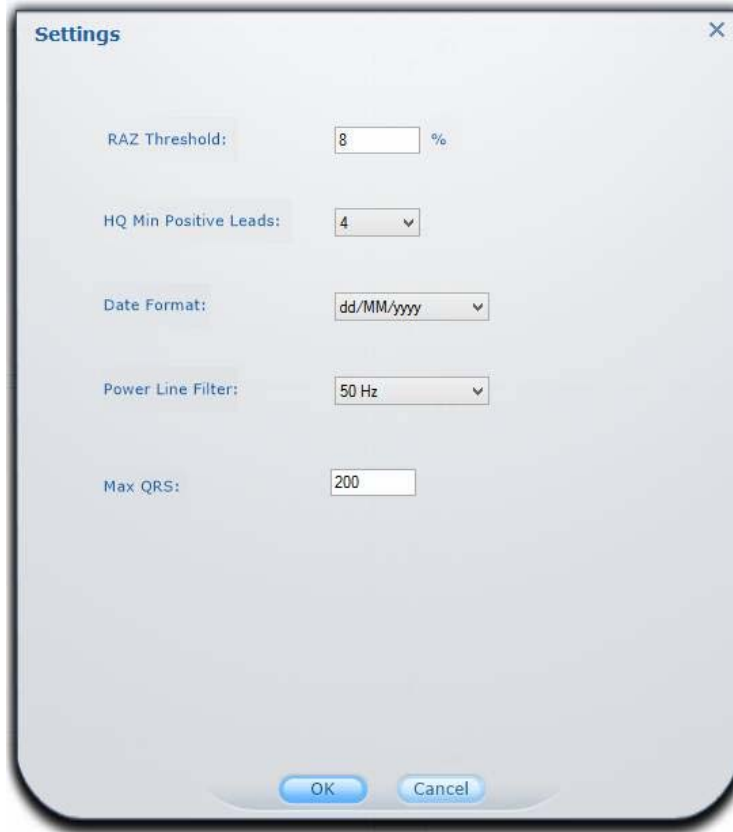 Settings
RAZ Threshold: 8 %
HQ Min Positive Leads: 4
Date Format: dd/MM/yyyy
Power Line Filter: 50 Hz
Max QRS: 200
OK Cancel